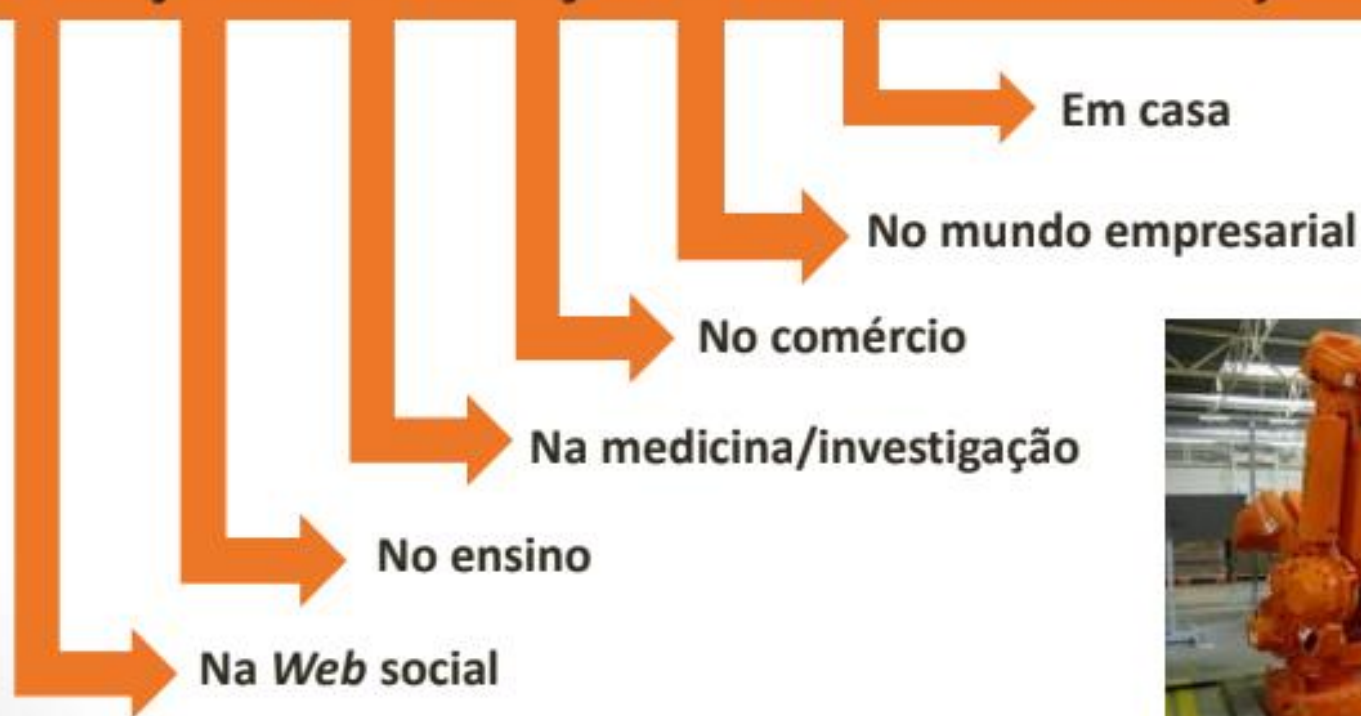 Em casa
No mundo empresarial
No comércio
Na medicina/investigação
No ensino
Na Web social